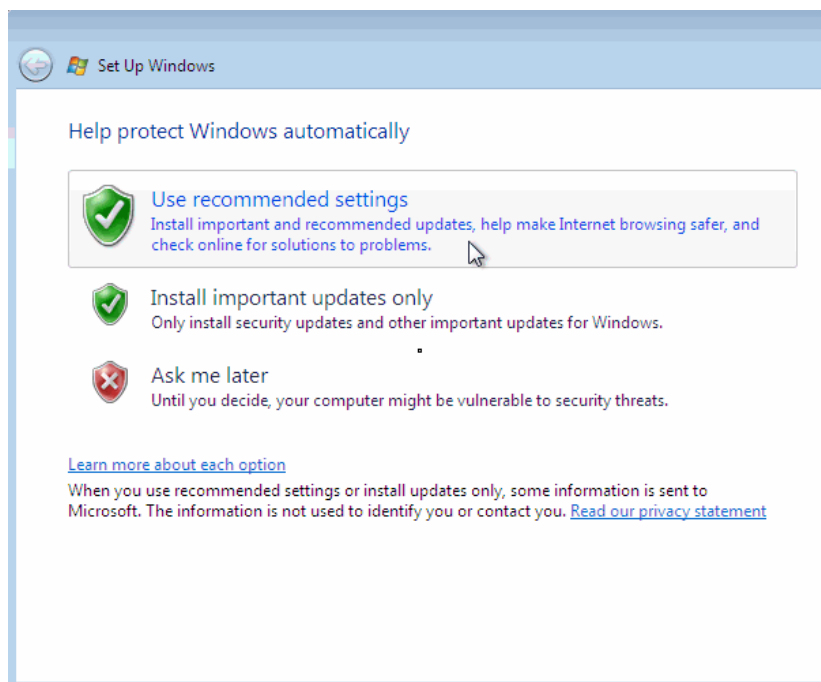 Set Up Windows
Help protect Windows automatically
Use recommended settings
Install important and recommended updates, help make Internet browsing safer, and
check online for solutions to problems.
Install important updates only
Only install security updates and other important updates for Windows.
Ask me later
Until you decide, your computer might be vulnerable to security threats.
Learn more about each option
When you use recommended settings or install updates only, some information is sent to
Microsoft. The information is not used to identify you or contact you. Read our privacy statement